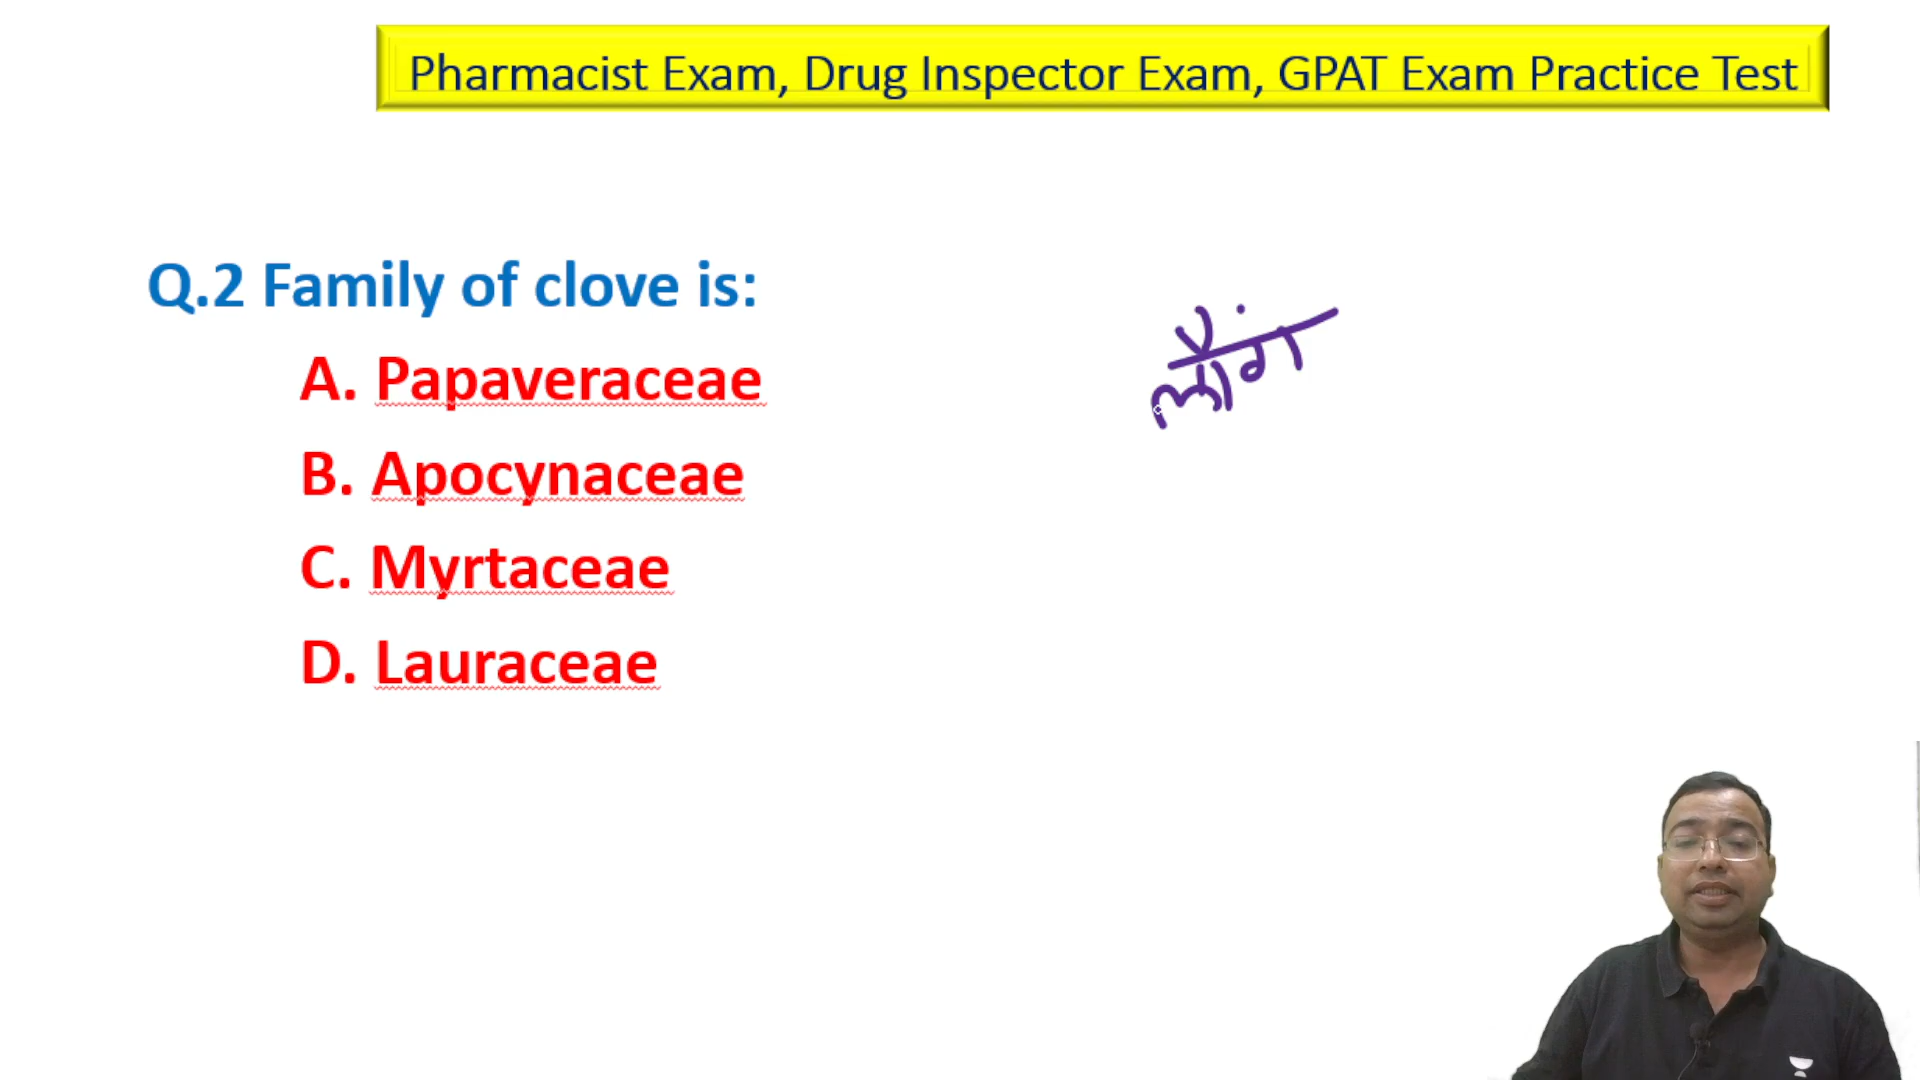 Pharmacist Exam, Drug Inspector Exam, GPAT Exam Practice Test
Q.2 Family of clove is:
लौंग
A. Papaveraceae
B. Apocynaceae
C. Myrtaceae
D. Lauraceae